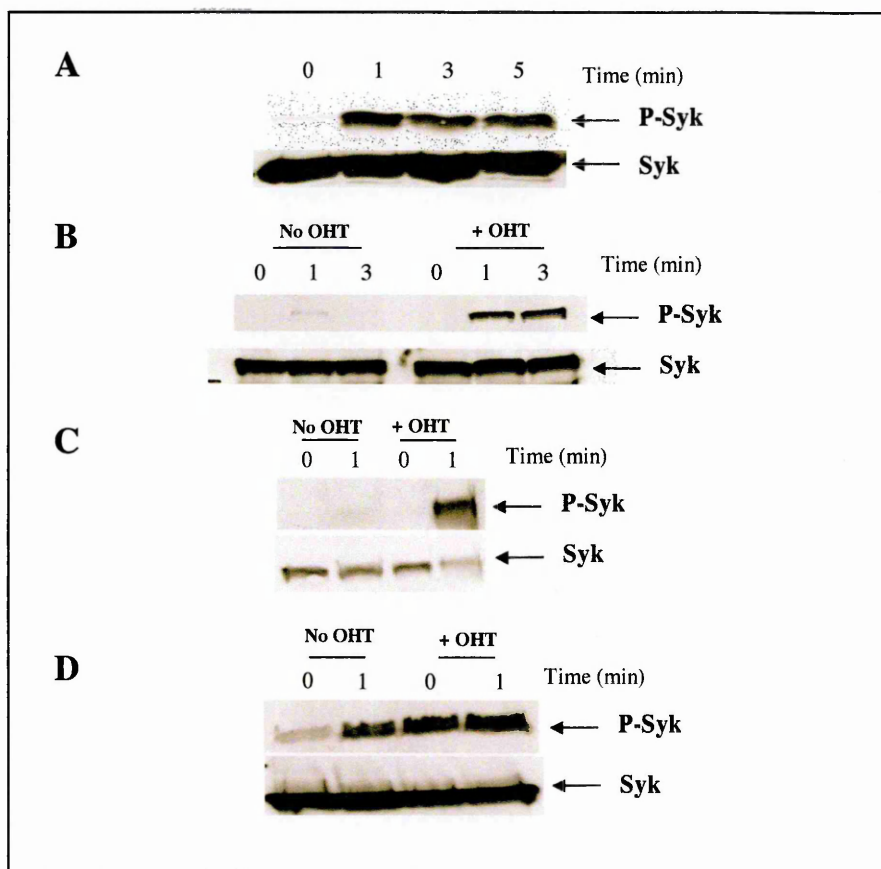 A
0 1 3 5 Time (min)
P-Syk
Syk
B
No OHT + OHT
0 1 3 0 1 3 Time (min)
P-Syk
Syk
C
No OHT + OHT
0 1 0 1 Time (min)
P-Syk
Syk
D
No OHT + OHT
0 1 0 1 Time (min)
P-Syk
Syk